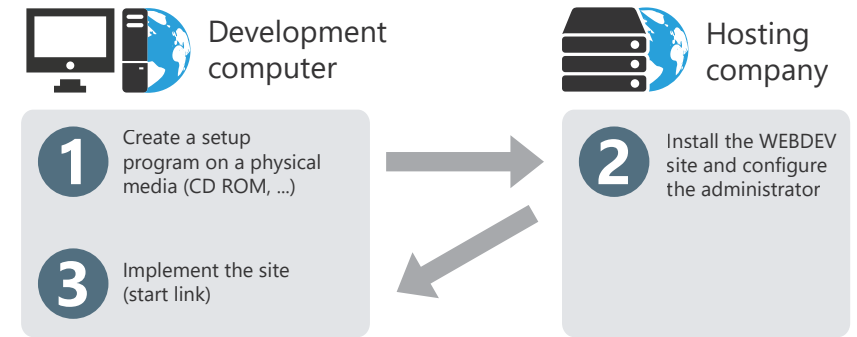 Development
computer
Hosting
company
1
Create a setup
program on a physical
media (CD ROM, ...)
2
Install the WEBDEV
site and configure
the administrator
3
Implement the site
(start link)